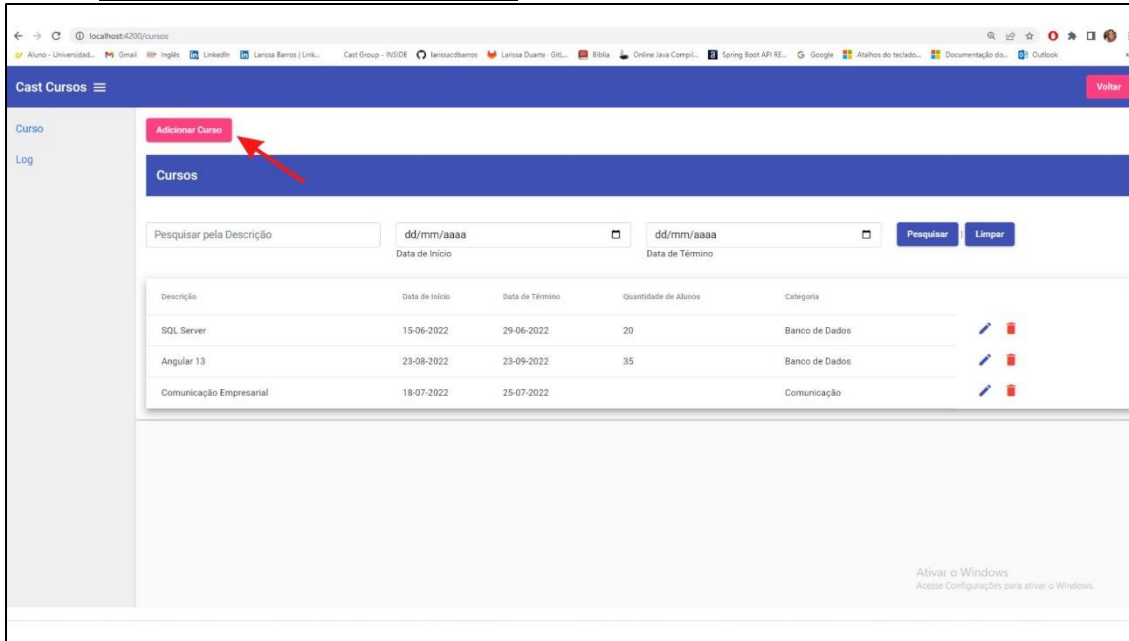 localhost:4200/cursos
Aluno - Universidad... Gmail Inglês LinkedIn Larissa Barros | Link... Cast Group - INSIDE larissacdbarros Larissa Duarte · GitL... Bíblia Online Java Compil... Spring Boot API RE... Google Atalhos do teclado... Documentação do... Outlook
Cast Cursos
Voltar
Curso
Log
Adicionar Curso
Cursos
Pesquisar pela Descrição dd/mm/aaaa dd/mm/aaaa Pesquisar | Limpar
Data de Início Data de Término
Descrição Data de Início Data de Término Quantidade de Alunos Categoria
SQL Server 15-06-2022 29-06-2022 20 Banco de Dados
Angular 13 23-08-2022 23-09-2022 35 Banco de Dados
Comunicação Empresarial 18-07-2022 25-07-2022 Comunicação
Ativar o Windows
Acesse Configurações para ativar o Windows.